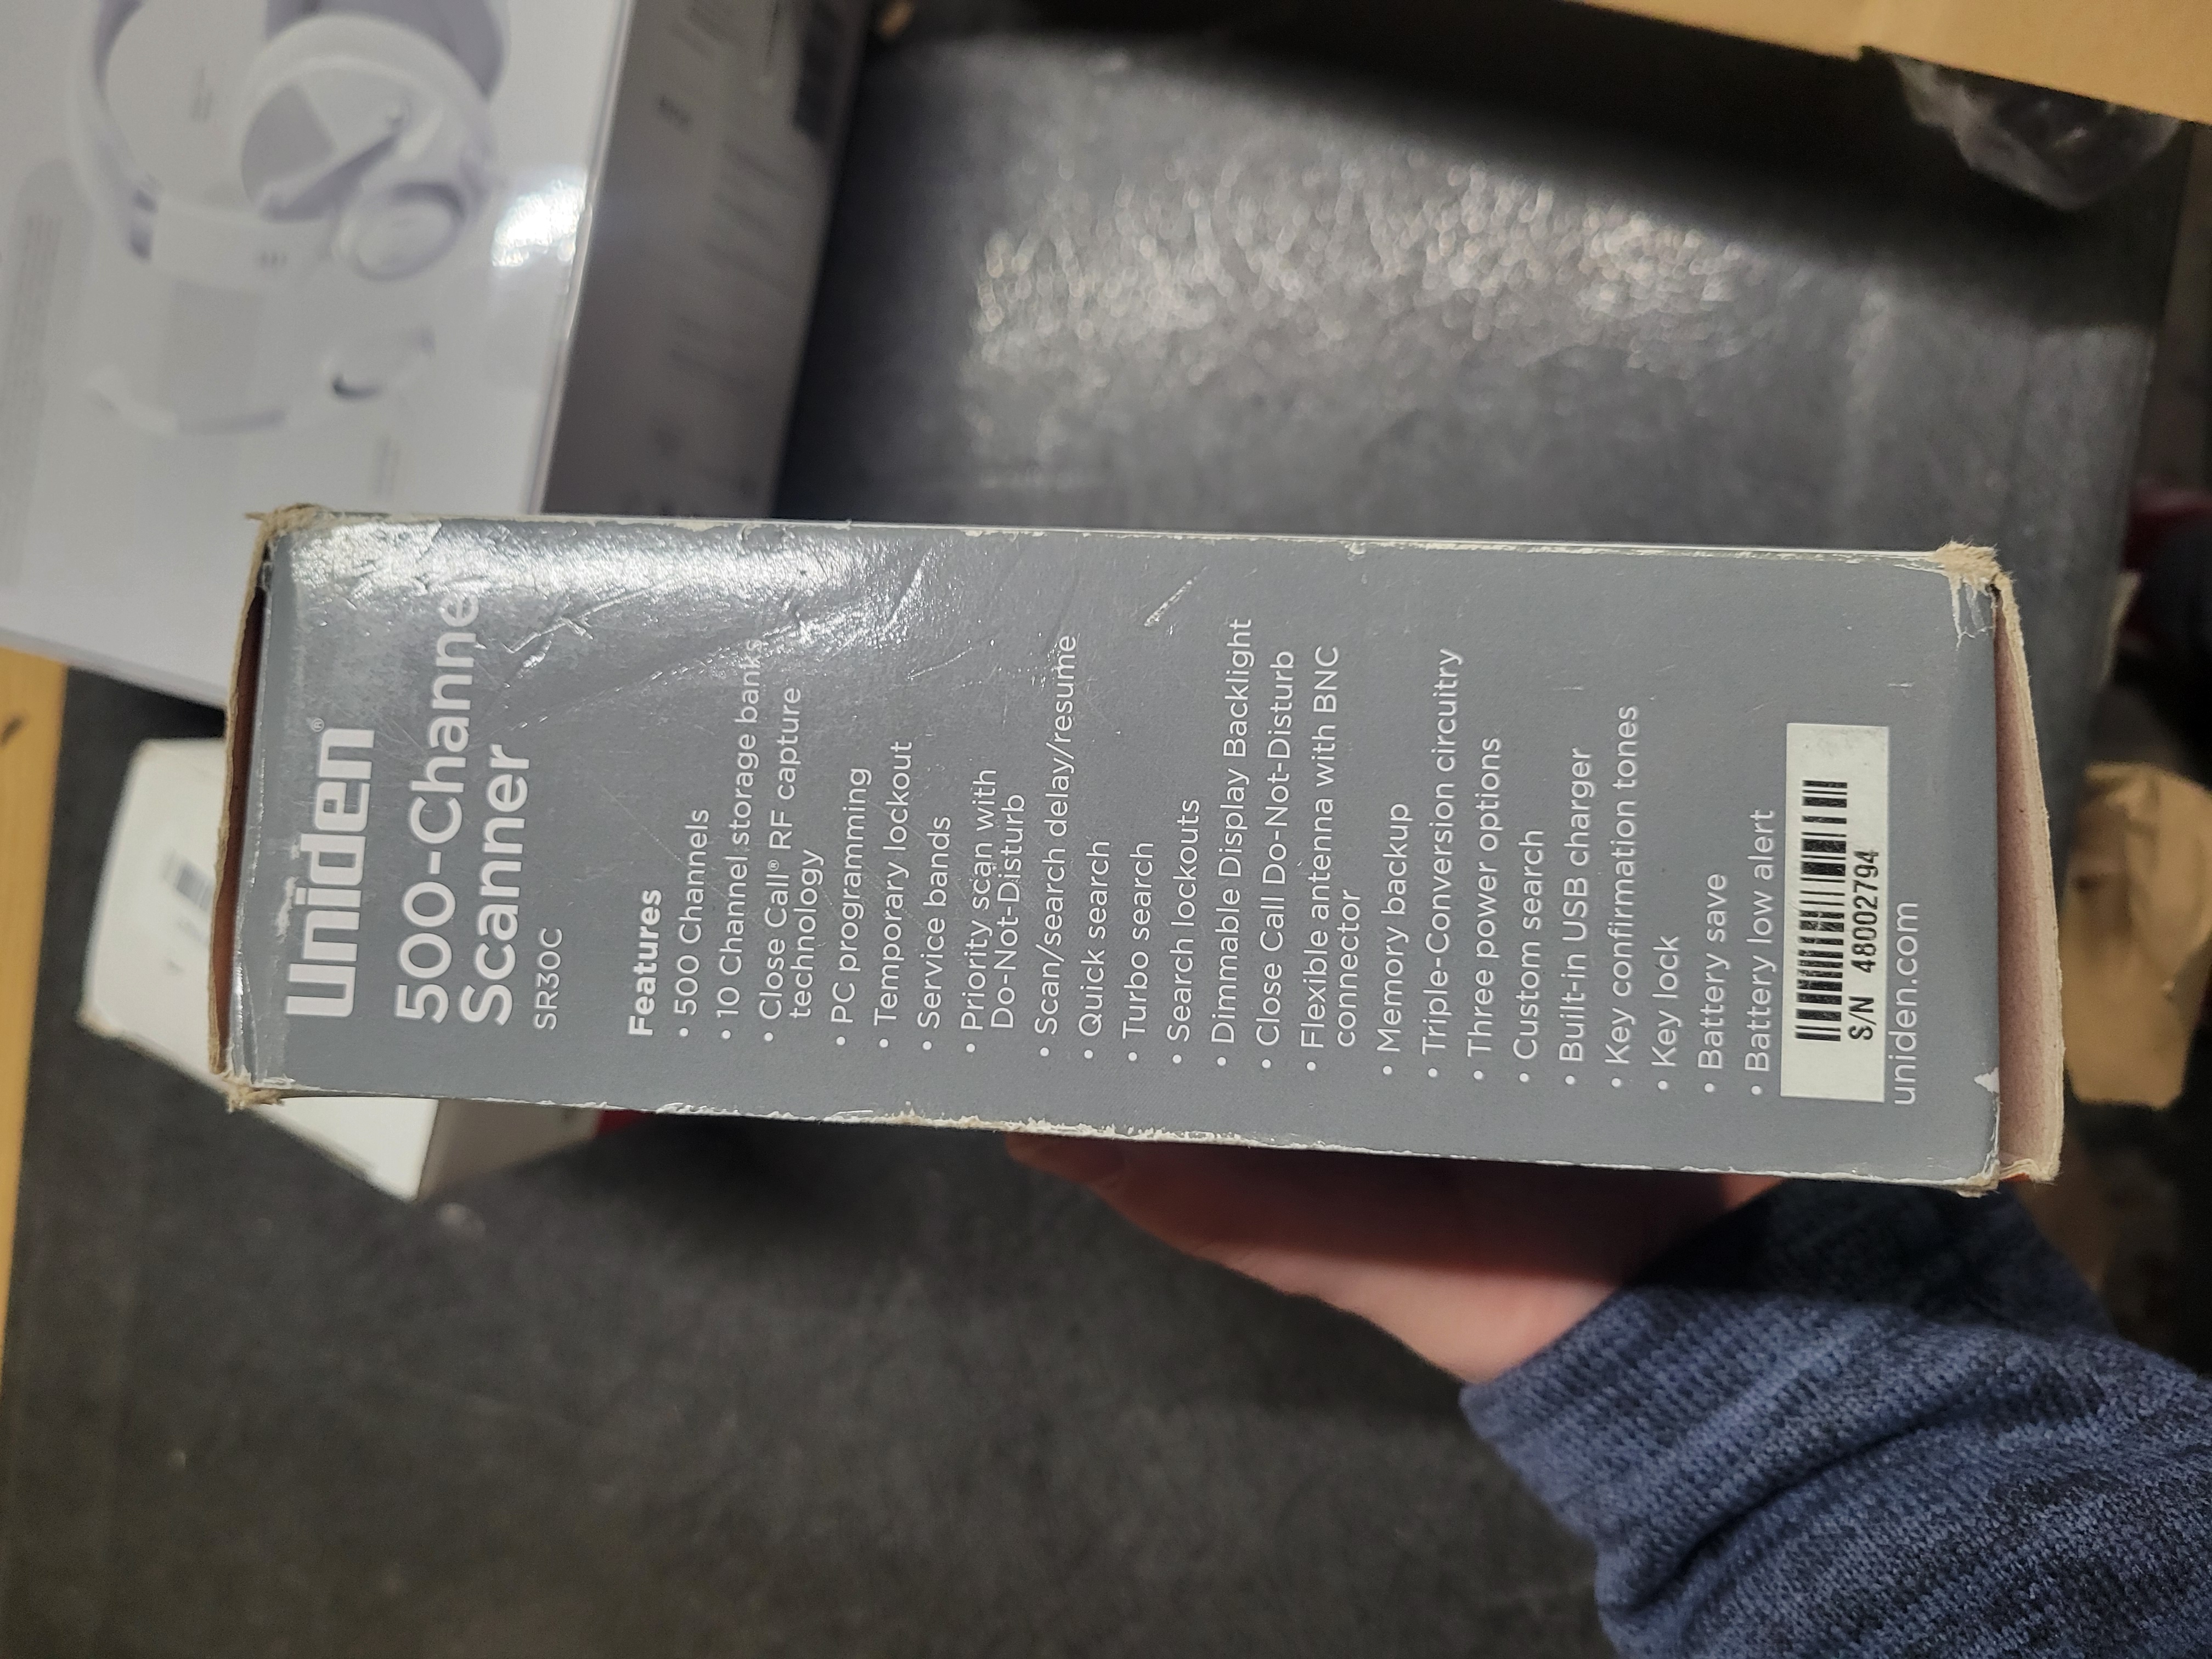 Uniden®
500-Channel
Scanner
SR30C
Features
• 500 Channels
• 10 Channel storage banks
• Close Call® RF capture
technology
• PC programming
• Temporary lockout
• Service bands
• Priority scan with
Do-Not-Disturb
• Scan/search delay/resume
• Quick search
• Turbo search
• Search lockouts
• Dimmable Display Backlight
• Close Call Do-Not-Disturb
• Flexible antenna with BNC
connector
• Memory backup
• Triple-Conversion circuitry
• Three power options
• Custom search
• Built-in USB charger
• Key confirmation tones
• Key lock
• Battery save
• Battery low alert
S/N 48002794
uniden.com